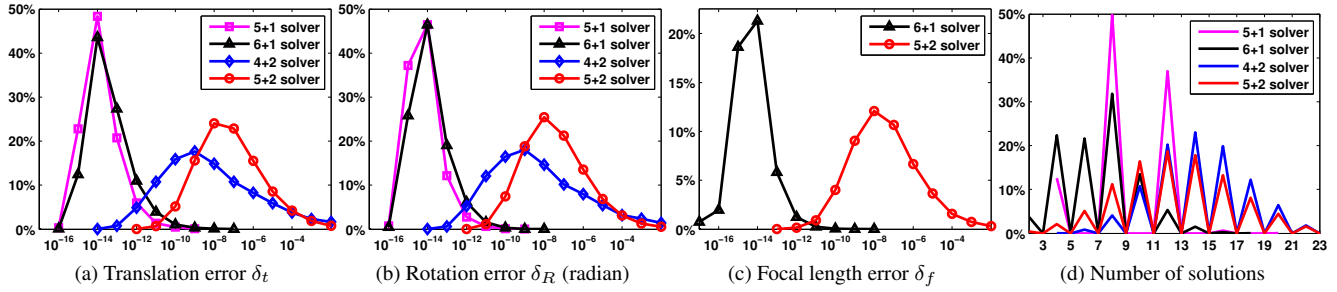 50%
40%
30%
20%
10%
0%
10^-16 10^-14 10^-12 10^-10 10^-8 10^-6 10^-4
5+1 solver
6+1 solver
4+2 solver
5+2 solver
(a) Translation error δ_t
50%
40%
30%
20%
10%
0%
10^-16 10^-14 10^-12 10^-10 10^-8 10^-6 10^-4
5+1 solver
6+1 solver
4+2 solver
5+2 solver
(b) Rotation error δ_R (radian)
20%
15%
10%
5%
0%
10^-16 10^-14 10^-12 10^-10 10^-8 10^-6 10^-4
6+1 solver
5+2 solver
(c) Focal length error δ_f
50%
40%
30%
20%
10%
0%
3 5 7 9 11 13 15 17 19 21 23
5+1 solver
6+1 solver
4+2 solver
5+2 solver
(d) Number of solutions